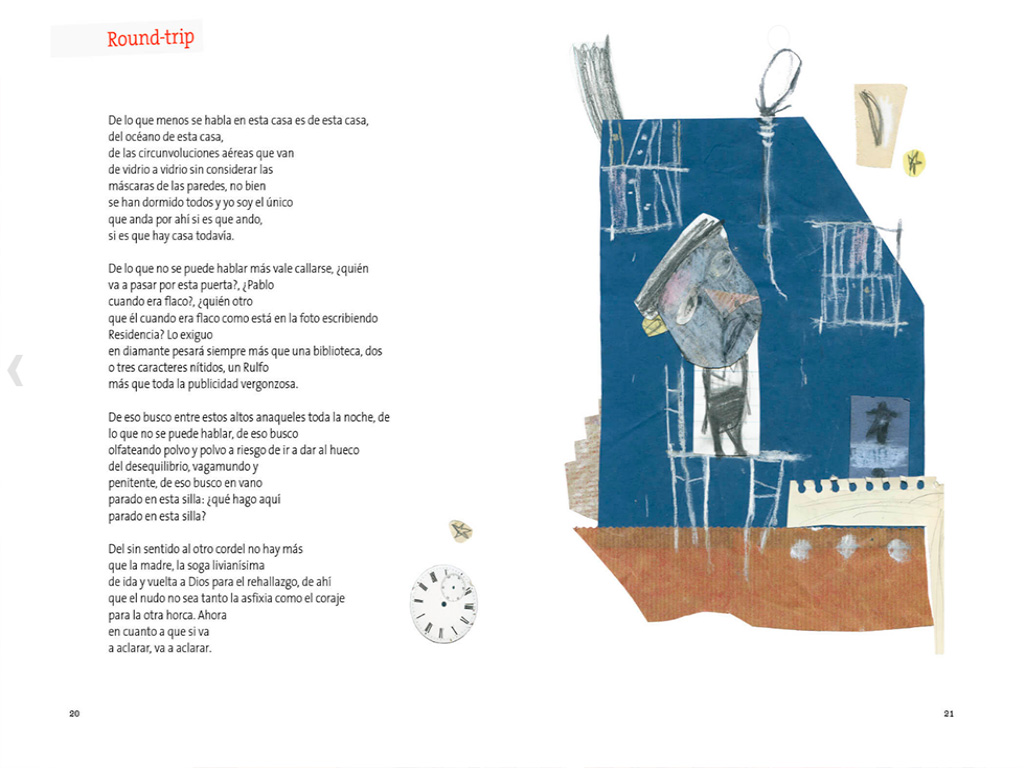 Round-trip
De lo que menos se habla en esta casa es de esta casa,
del océano de esta casa,
de las circunvoluciones aéreas que van
de vidrio a vidrio sin considerar las
máscaras de las paredes, no bien
se han dormido todos y yo soy el único
que anda por ahí si es que ando,
si es que hay casa todavía.
De lo que no se puede hablar más vale callarse, ¿quién
va a pasar por esta puerta?, ¿Pablo
cuando era flaco?, ¿quién otro
que él cuando era flaco como está en la foto escribiendo
Residencia? Lo exiguo
en diamante pesará siempre más que una biblioteca, dos
o tres caracteres nítidos, un Rulfo
más que toda la publicidad vergonzosa.
De eso busco entre estos altos anaqueles toda la noche, de
lo que no se puede hablar, de eso busco
olfateando polvo y polvo a riesgo de ir a dar al hueco
del desequilibrio, vagamundo y
penitente, de eso busco en vano
parado en esta silla: ¿qué hago aquí
parado en esta silla?
Del sin sentido al otro cordel no hay más
que la madre, la soga livianísima
de ida y vuelta a Dios para el rehallazgo, de ahí
que el nudo no sea tanto la asfixia como el coraje
para la otra horca. Ahora
en cuanto a que si va
a aclarar, va a aclarar.
20
21